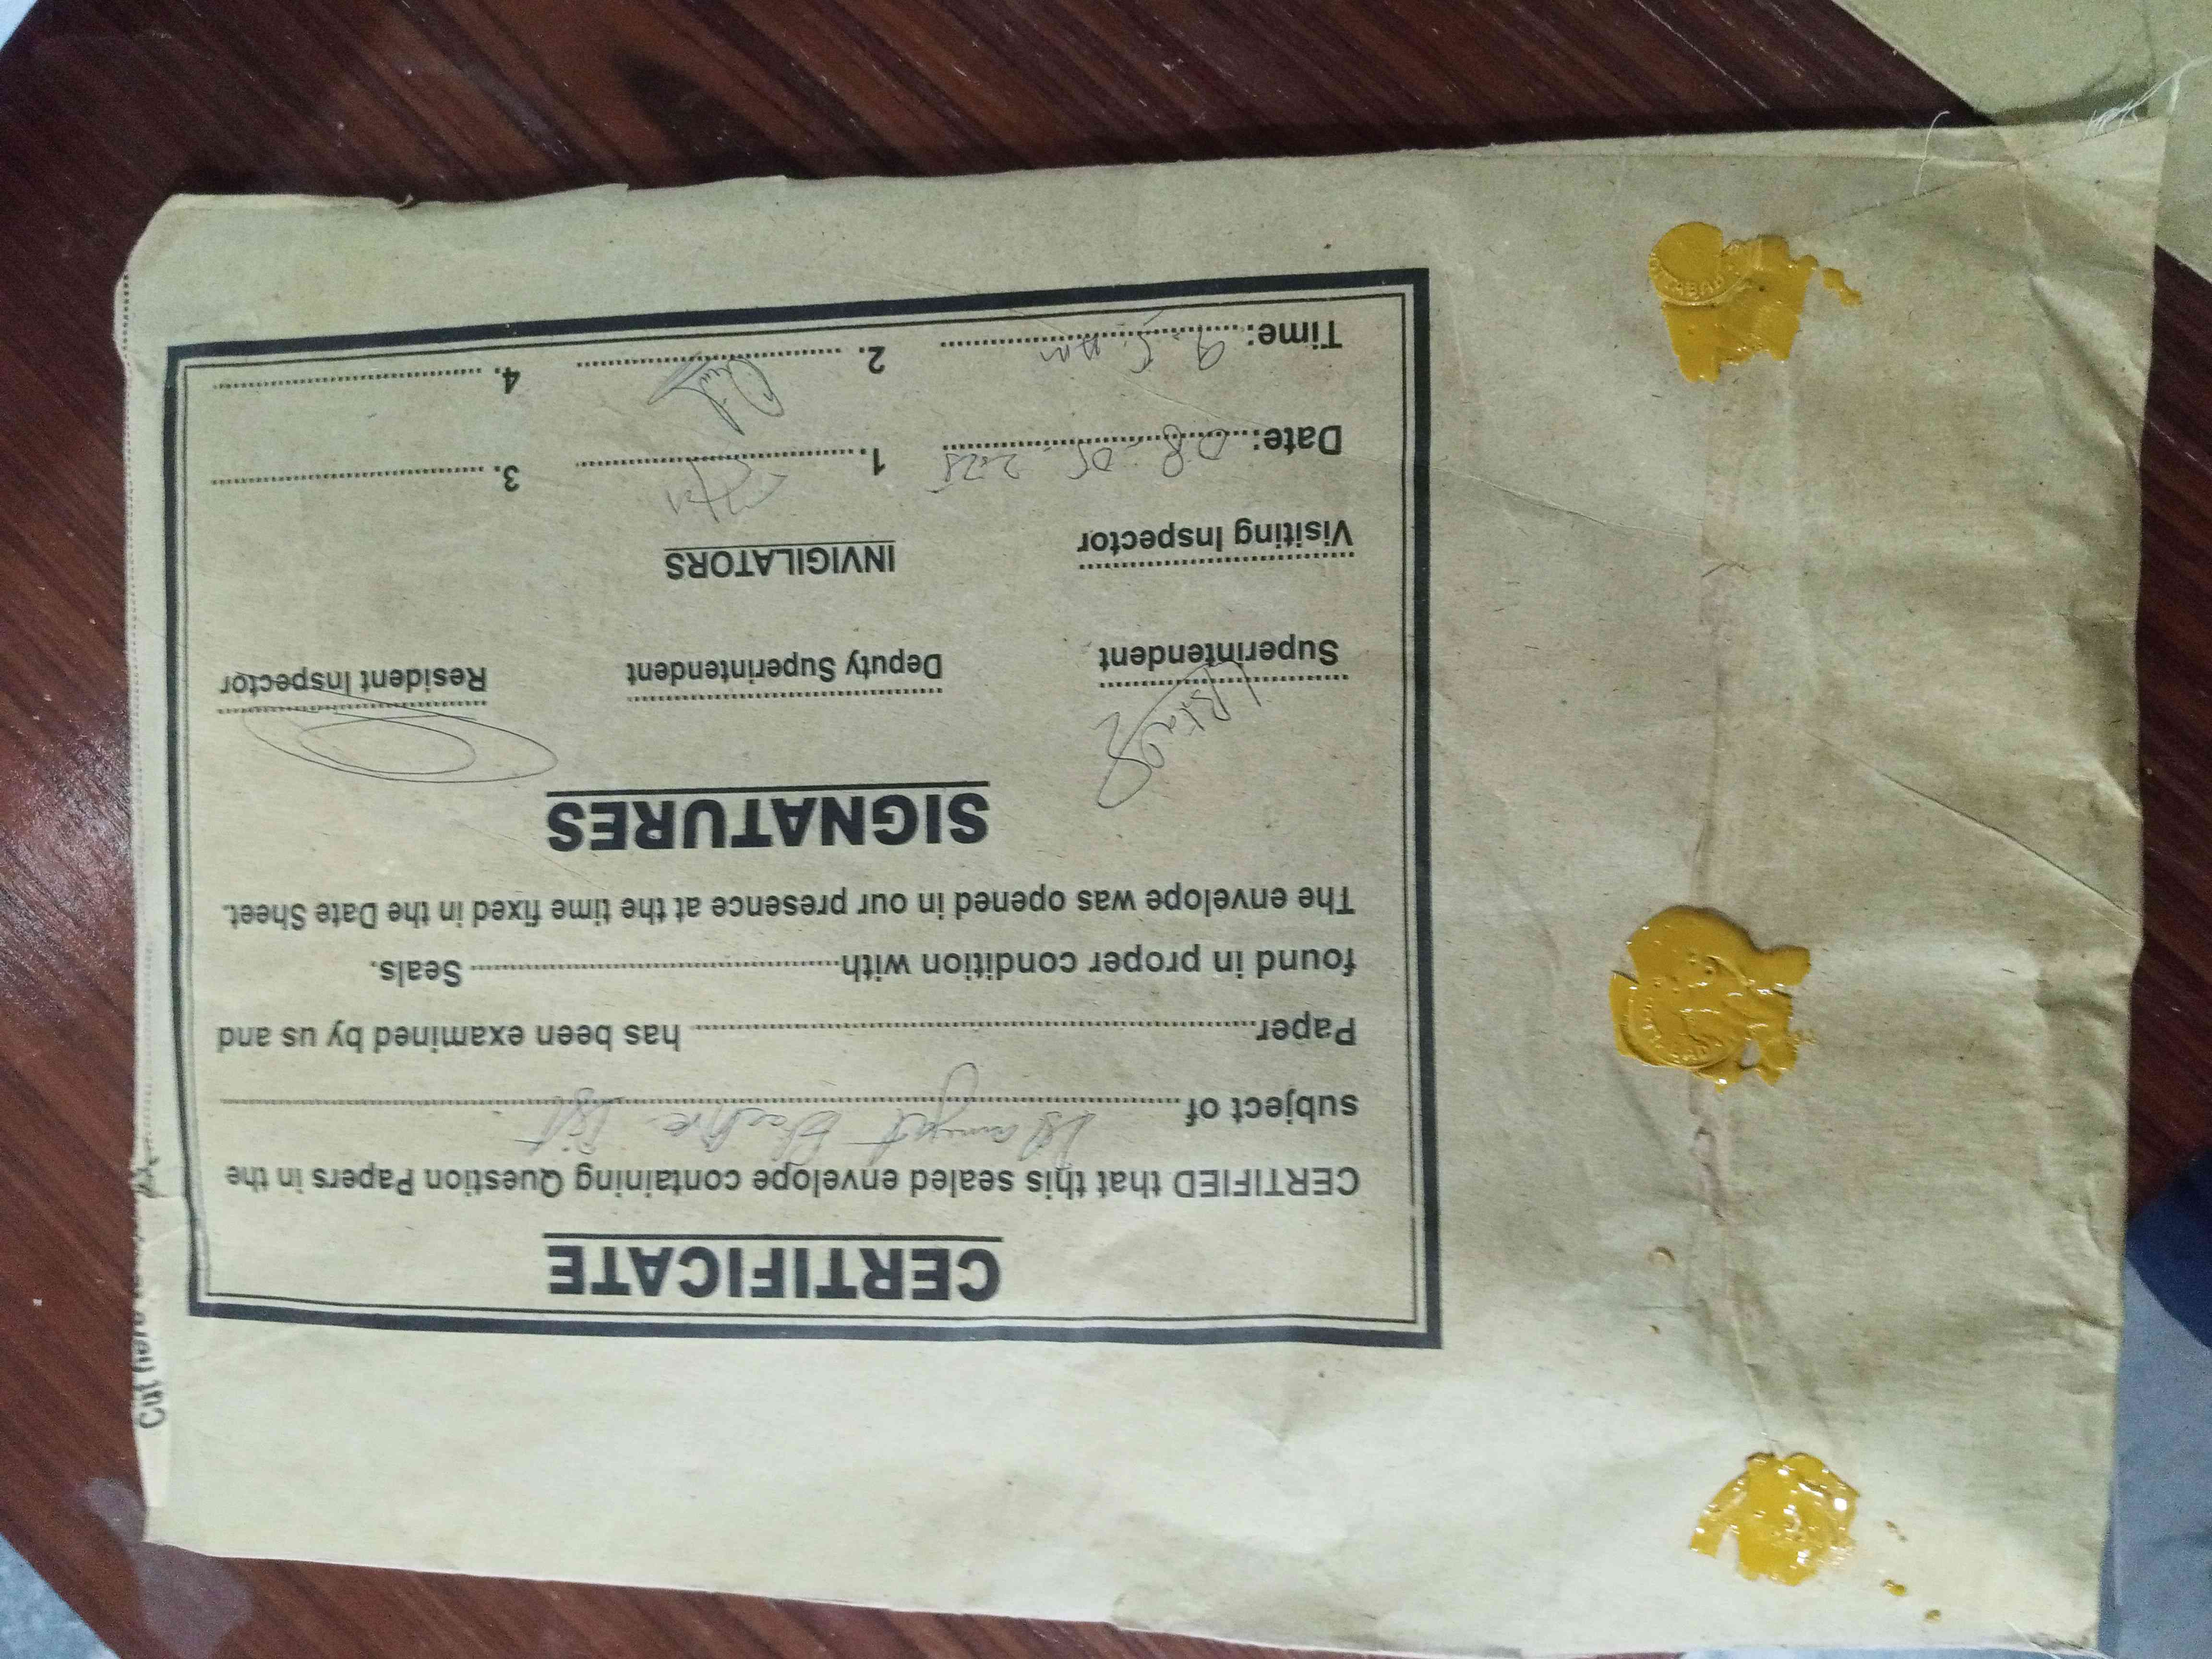 CERTIFICATE
CERTIFIED that this sealed envelope containing Question Papers in the
subject of
Paper has been examined by us and
found in proper condition with Seals.
The envelope was opened in our presence at the time fixed in the Date Sheet.
SIGNATURES
Superintendent Deputy Superintendent Resident Inspector
Visiting Inspector INVIGILATORS
Date: 08-05-2025 1. 3.
Time: 2. 4.
Cut here